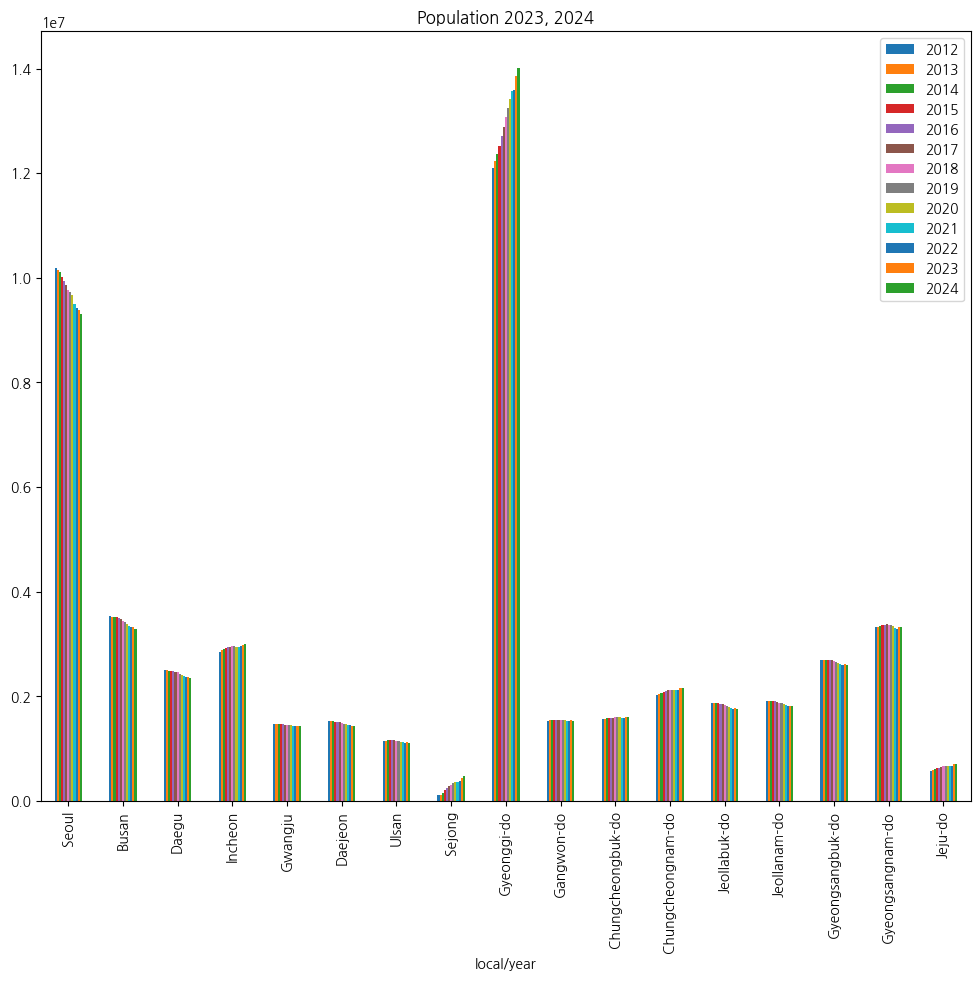 Population 2023, 2024
1e7
1.4
1.2
1.0
0.8
0.6
0.4
0.2
0.0
2012
2013
2014
2015
2016
2017
2018
2019
2020
2021
2022
2023
2024
Seoul
Busan
Daegu
Incheon
Gwangju
Daejeon
Ulsan
Sejong
Gyeonggi-do
Gangwon-do
Chungcheongbuk-do
Chungcheongnam-do
Jeollabuk-do
Jeollanam-do
Gyeongsangbuk-do
Gyeongsangnam-do
Jeju-do
local/year